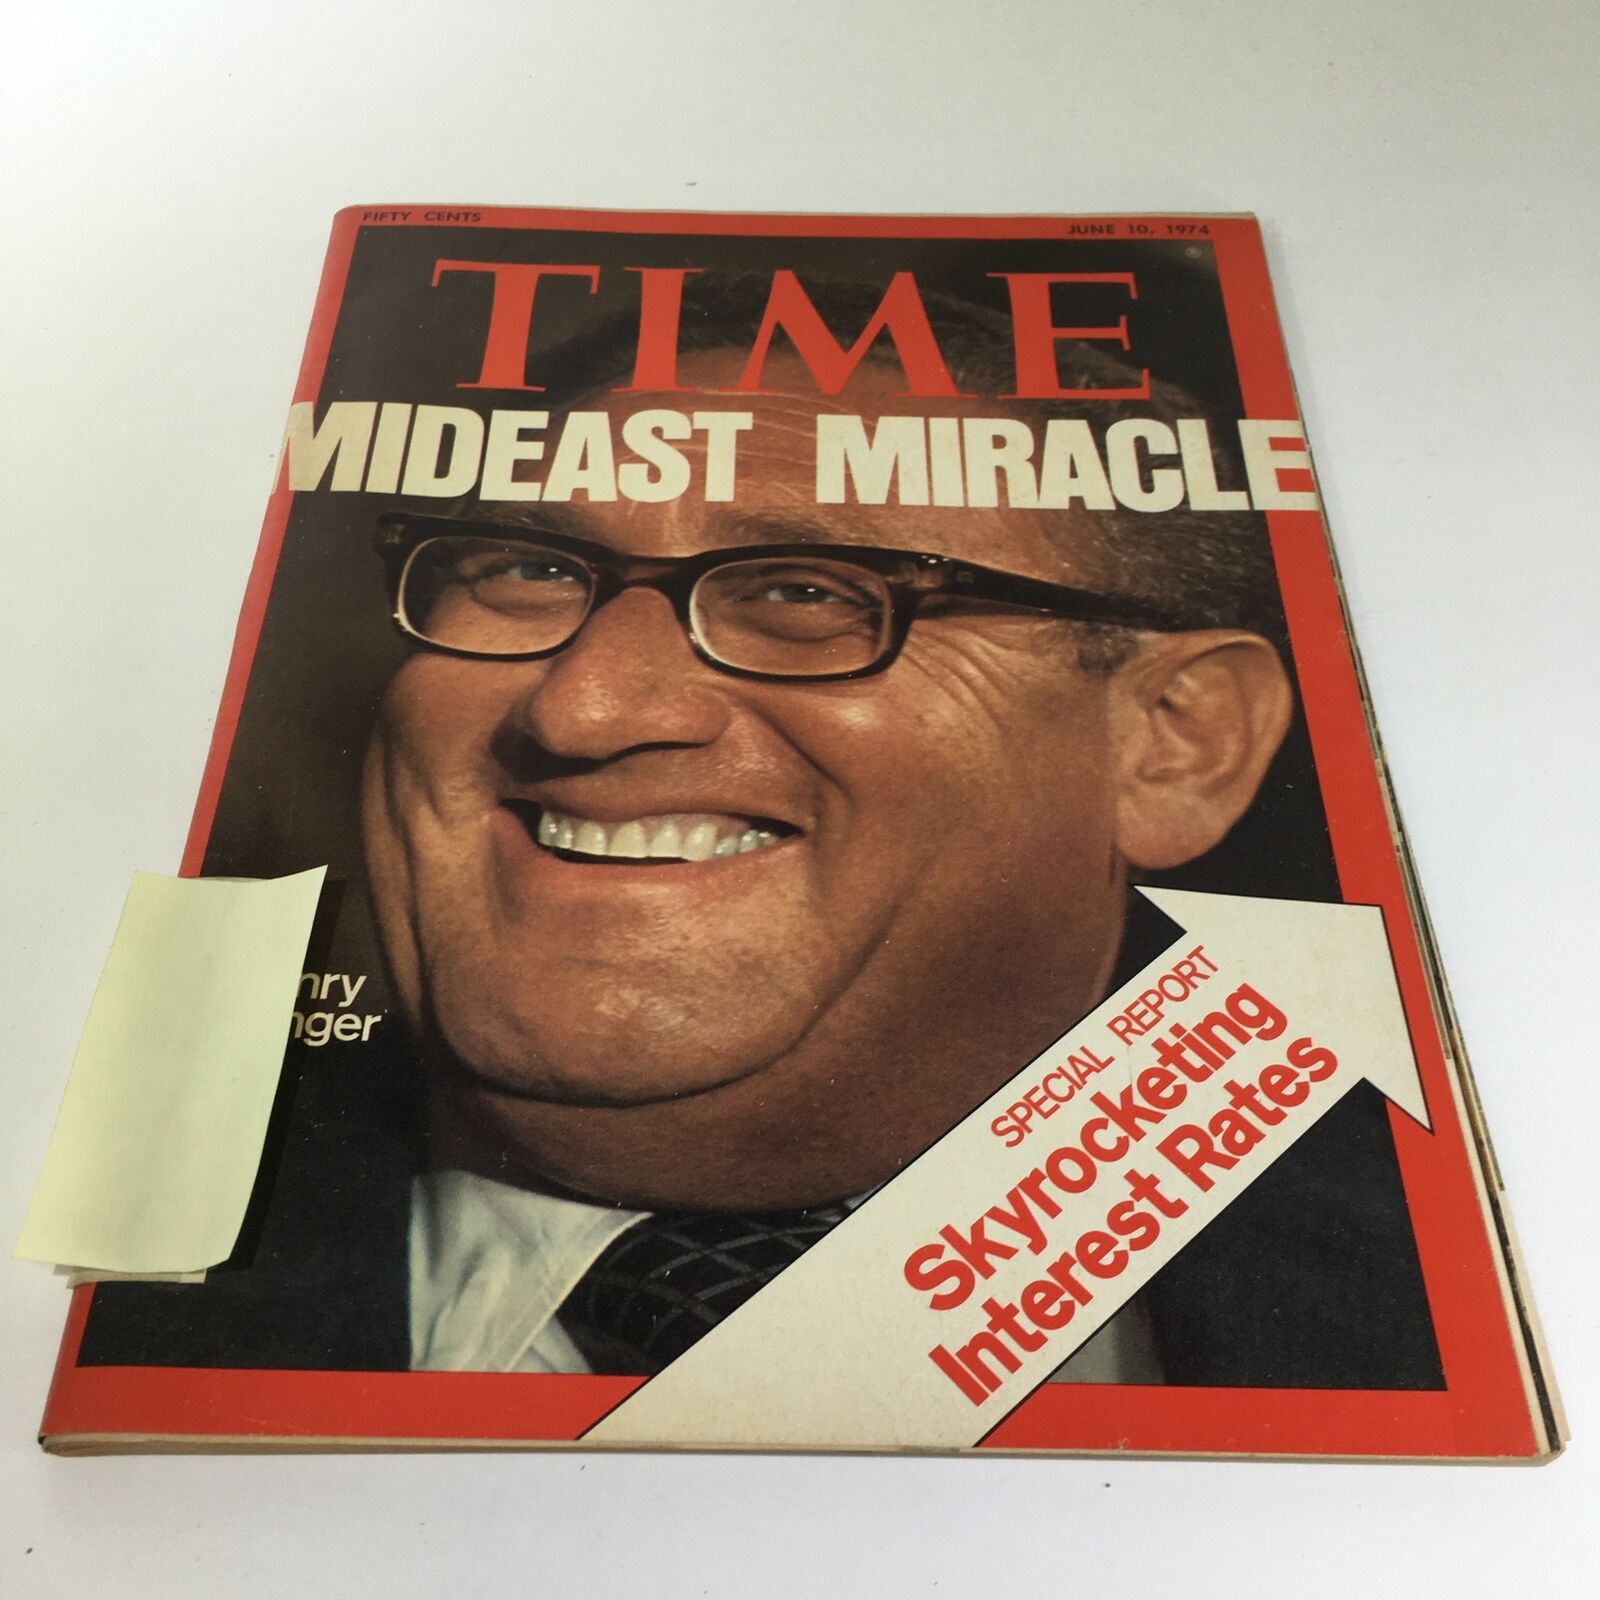 FIFTY CENTS
JUNE 10, 1974
TIME
®
MIDEAST MIRACLE
nry
nger
SPECIAL REPORT
Skyrocketing
Interest Rates